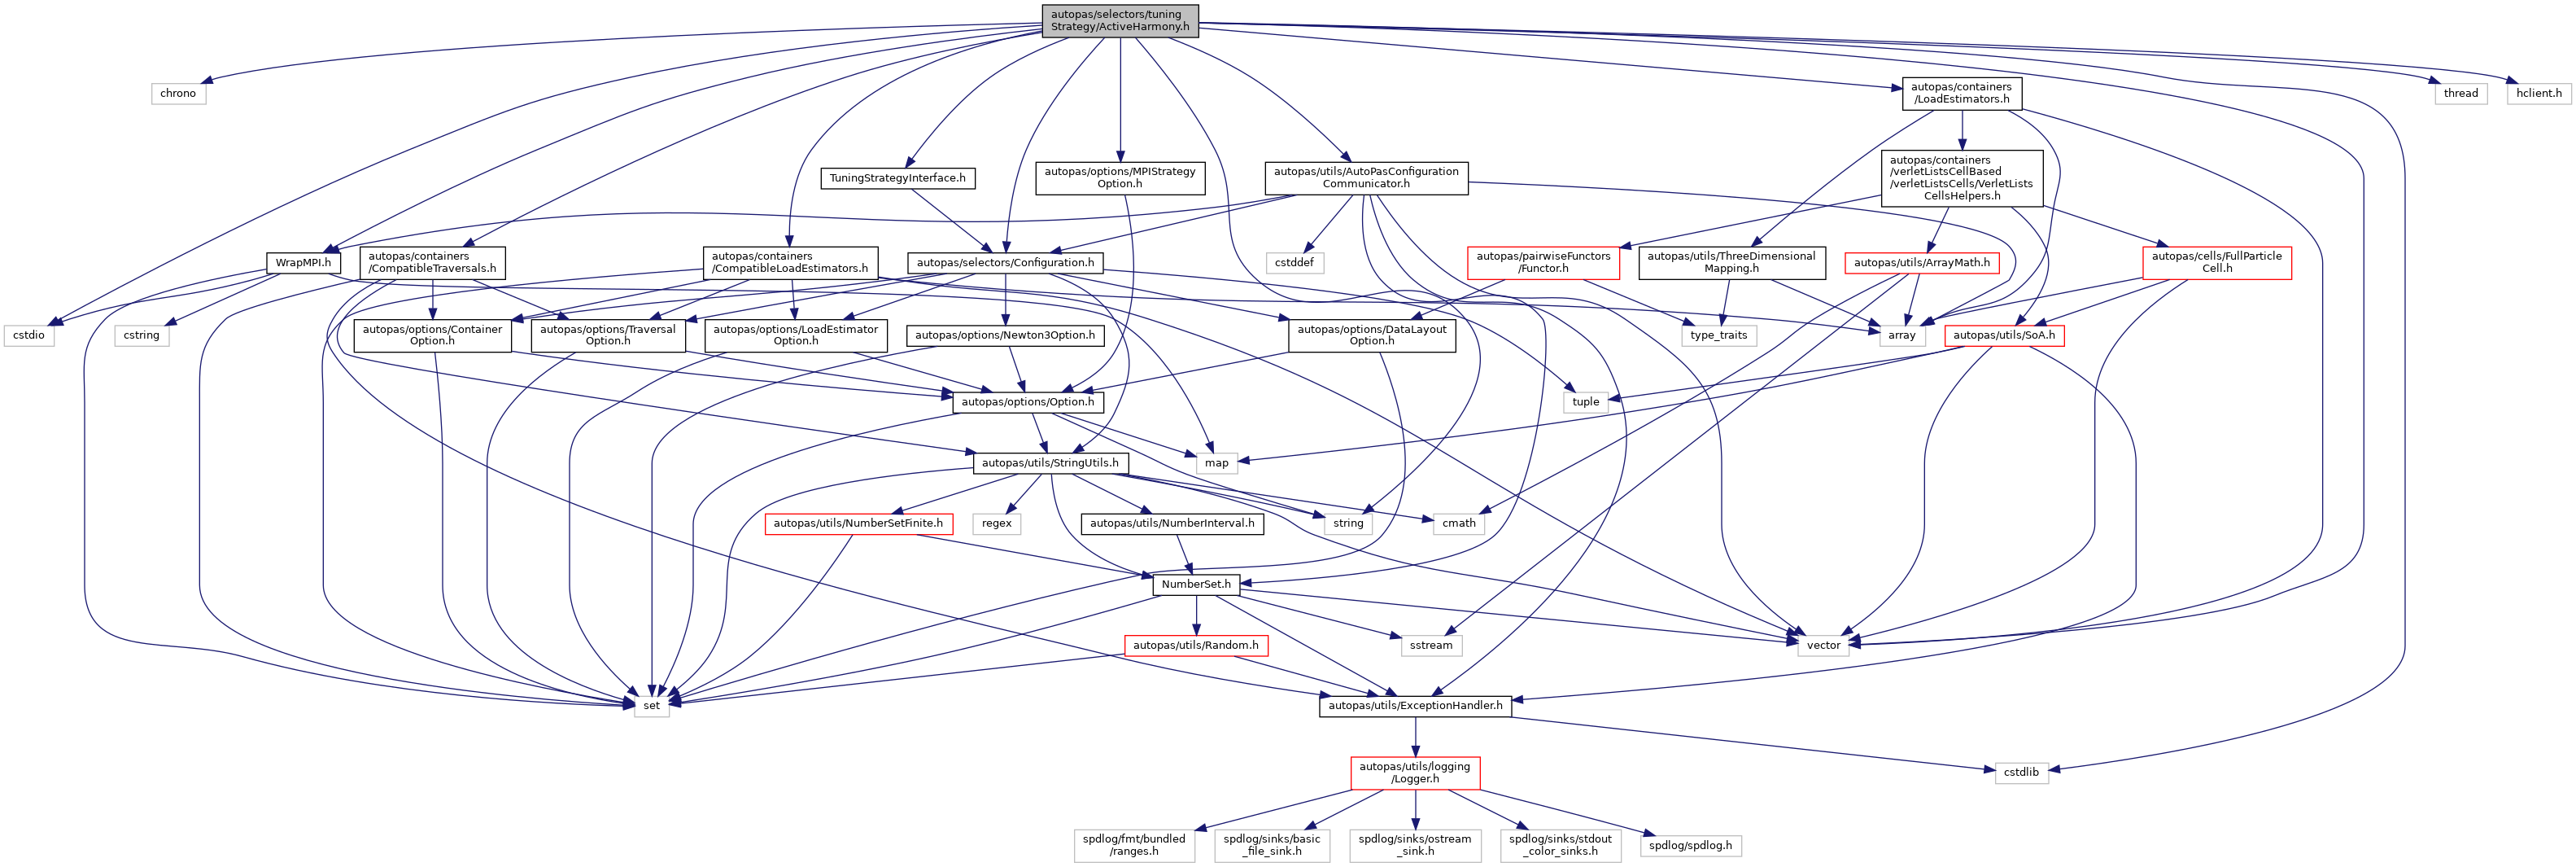 autopas/selectors/tuning
Strategy/ActiveHarmony.h
chrono
autopas/containers
/LoadEstimators.h
thread
hclient.h
TuningStrategyInterface.h
autopas/options/MPIStrategy
Option.h
autopas/utils/AutoPasConfiguration
Communicator.h
autopas/containers
/verletListsCellBased
/verletListsCells/VerletLists
CellsHelpers.h
WrapMPI.h
autopas/containers
/CompatibleTraversals.h
autopas/containers
/CompatibleLoadEstimators.h
autopas/selectors/Configuration.h
cstddef
autopas/pairwiseFunctors
/Functor.h
autopas/utils/ThreeDimensional
Mapping.h
autopas/utils/ArrayMath.h
autopas/cells/FullParticle
Cell.h
cstdio
cstring
autopas/options/Container
Option.h
autopas/options/Traversal
Option.h
autopas/options/LoadEstimator
Option.h
autopas/options/Newton3Option.h
autopas/options/DataLayout
Option.h
type_traits
array
autopas/utils/SoA.h
autopas/options/Option.h
tuple
autopas/utils/StringUtils.h
map
autopas/utils/NumberSetFinite.h
regex
autopas/utils/NumberInterval.h
string
cmath
NumberSet.h
autopas/utils/Random.h
sstream
vector
set
autopas/utils/ExceptionHandler.h
autopas/utils/logging
/Logger.h
cstdlib
spdlog/fmt/bundled
/ranges.h
spdlog/sinks/basic
_file_sink.h
spdlog/sinks/ostream
_sink.h
spdlog/sinks/stdout
_color_sinks.h
spdlog/spdlog.h